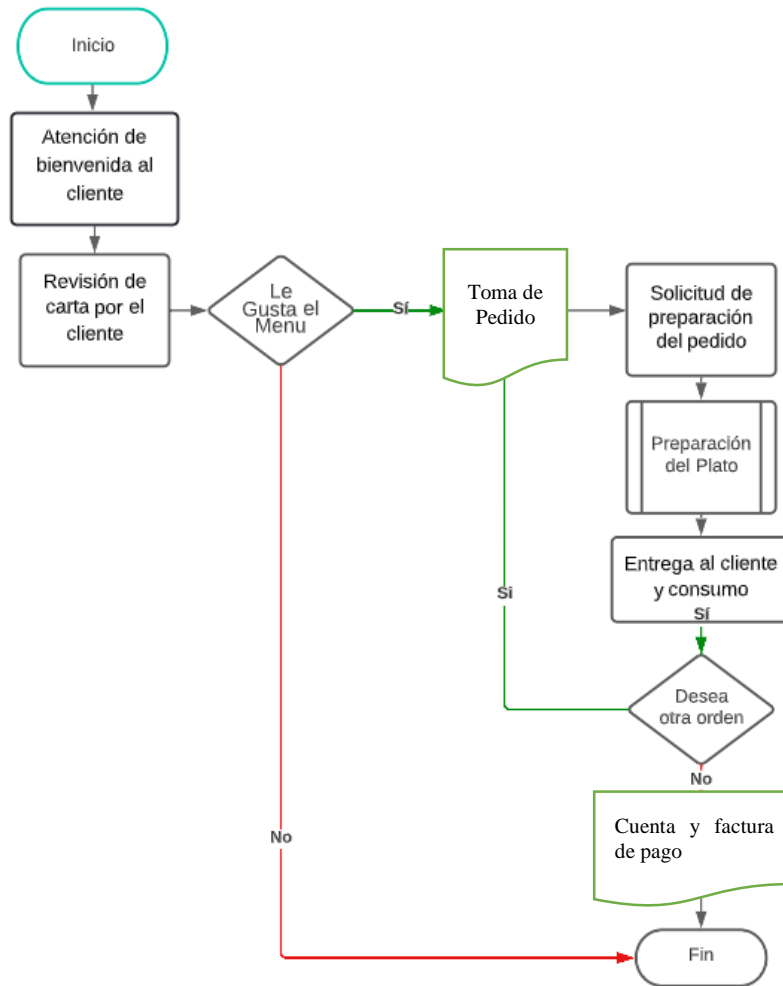 Inicio
Atención de
bienvenida al
cliente
Revisión de
carta por el
cliente
Le
Gusta el
Menu
Sí
Toma de
Pedido
Solicitud de
preparación
del pedido
Preparación
del Plato
Entrega al cliente
y consumo
Sí
Desea
otra orden
Si
No
Cuenta y factura
de pago
No
Fin